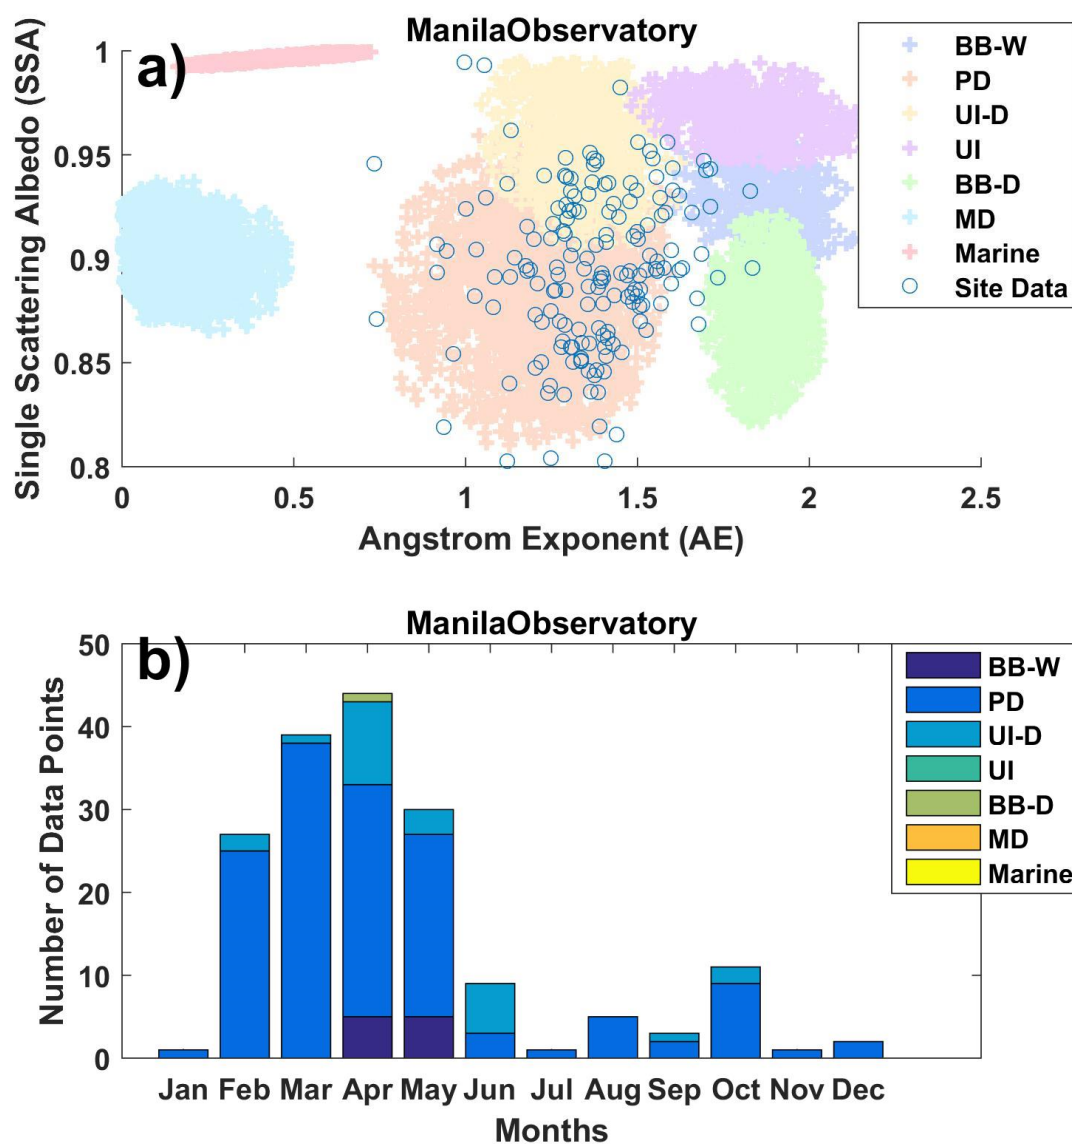 ManilaObservatory
a)
Single Scattering Albedo (SSA)
1
0.95
0.9
0.85
0.8
0
0.5
1
1.5
2
2.5
Angstrom Exponent (AE)
BB-W
PD
UI-D
UI
BB-D
MD
Marine
Site Data
ManilaObservatory
b)
Number of Data Points
50
40
30
20
10
0
Jan Feb Mar Apr May Jun Jul Aug Sep Oct Nov Dec
Months
BB-W
PD
UI-D
UI
BB-D
MD
Marine